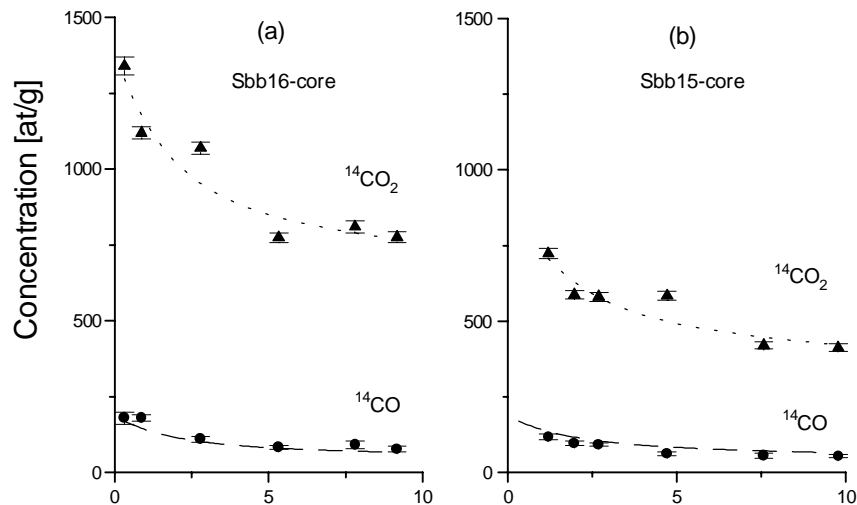 (a)
Sbb16-core
¹⁴CO₂
¹⁴CO
Concentration [at/g]
1500
1000
500
0
0
5
10
(b)
Sbb15-core
¹⁴CO₂
¹⁴CO
1500
1000
500
0
0
5
10